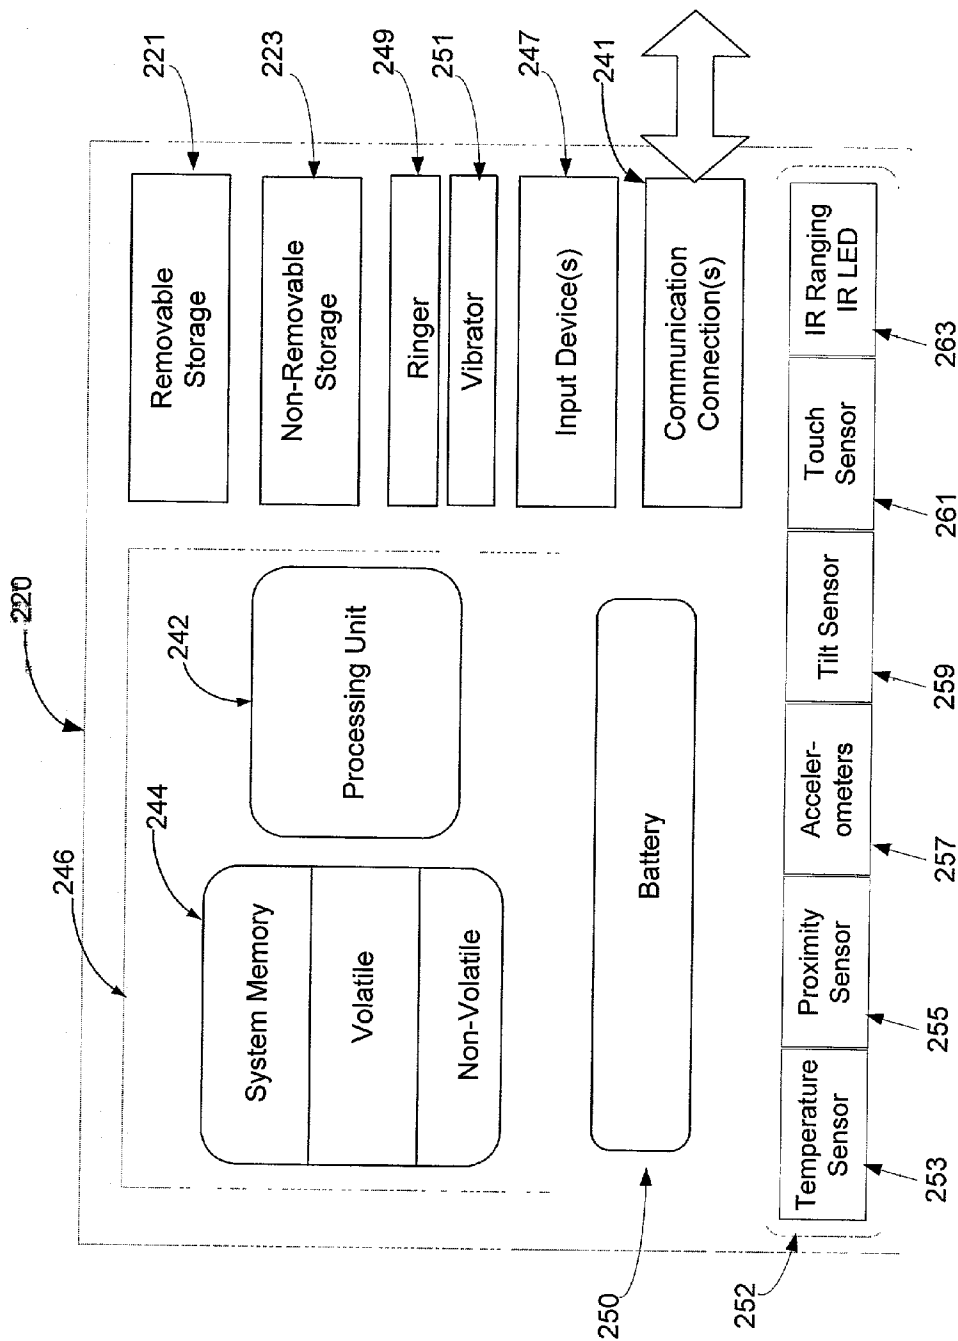 220
246
244
System Memory
Volatile
Non-Volatile
242
Processing Unit
221
Removable
Storage
223
Non-Removable
Storage
249
Ringer
251
Vibrator
247
Input Device(s)
241
Communication
Connection(s)
250
Battery
252
Temperature
Sensor
253
Proximity
Sensor
255
Acceler-
ometers
257
Tilt Sensor
259
Touch
Sensor
261
IR Ranging
IR LED
263